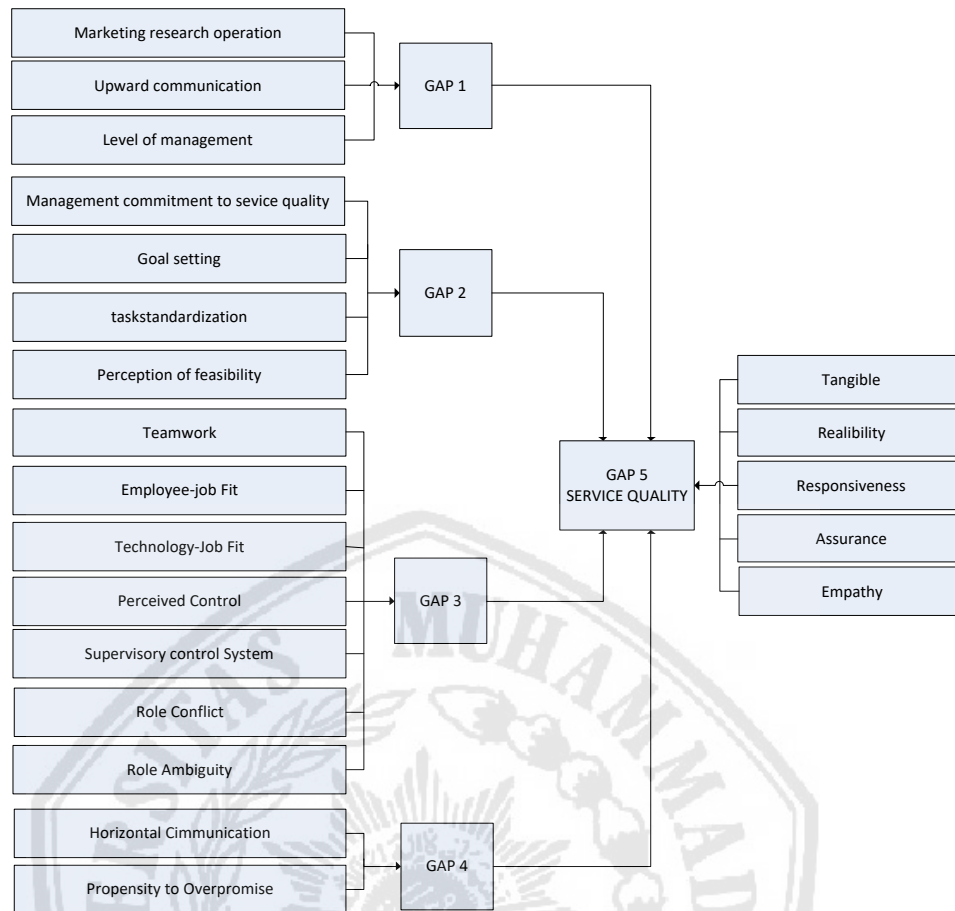 Marketing research operation
Upward communication
Level of management
GAP 1
Management commitment to sevice quality
Goal setting
taskstandardization
Perception of feasibility
GAP 2
Teamwork
Employee-job Fit
Technology-Job Fit
Perceived Control
Supervisory control System
Role Conflict
Role Ambiguity
GAP 3
Horizontal Cimmunication
Propensity to Overpromise
GAP 4
GAP 5
SERVICE QUALITY
Tangible
Realibility
Responsiveness
Assurance
Empathy
ERSITAS MUHAMMAD